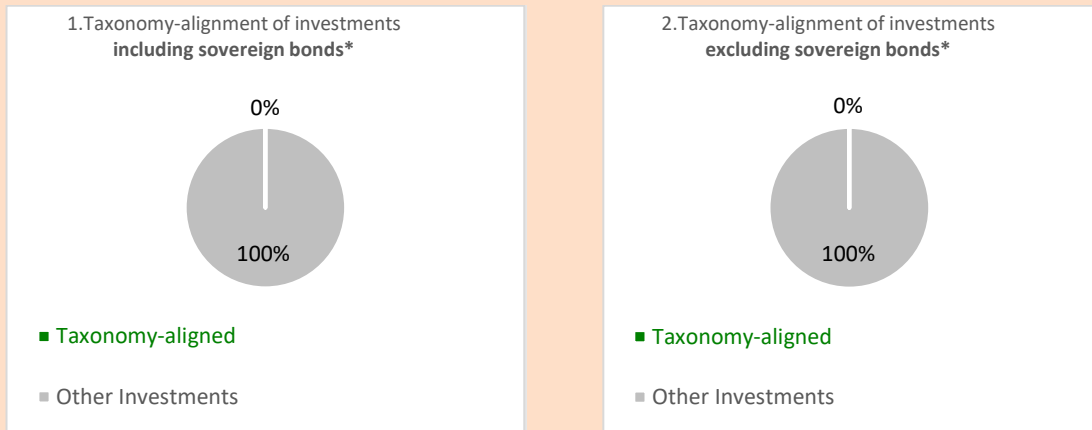 1.Taxonomy-alignment of investments
including sovereign bonds*
0%
100%
Taxonomy-aligned
Other Investments
2.Taxonomy-alignment of investments
excluding sovereign bonds*
0%
100%
Taxonomy-aligned
Other Investments